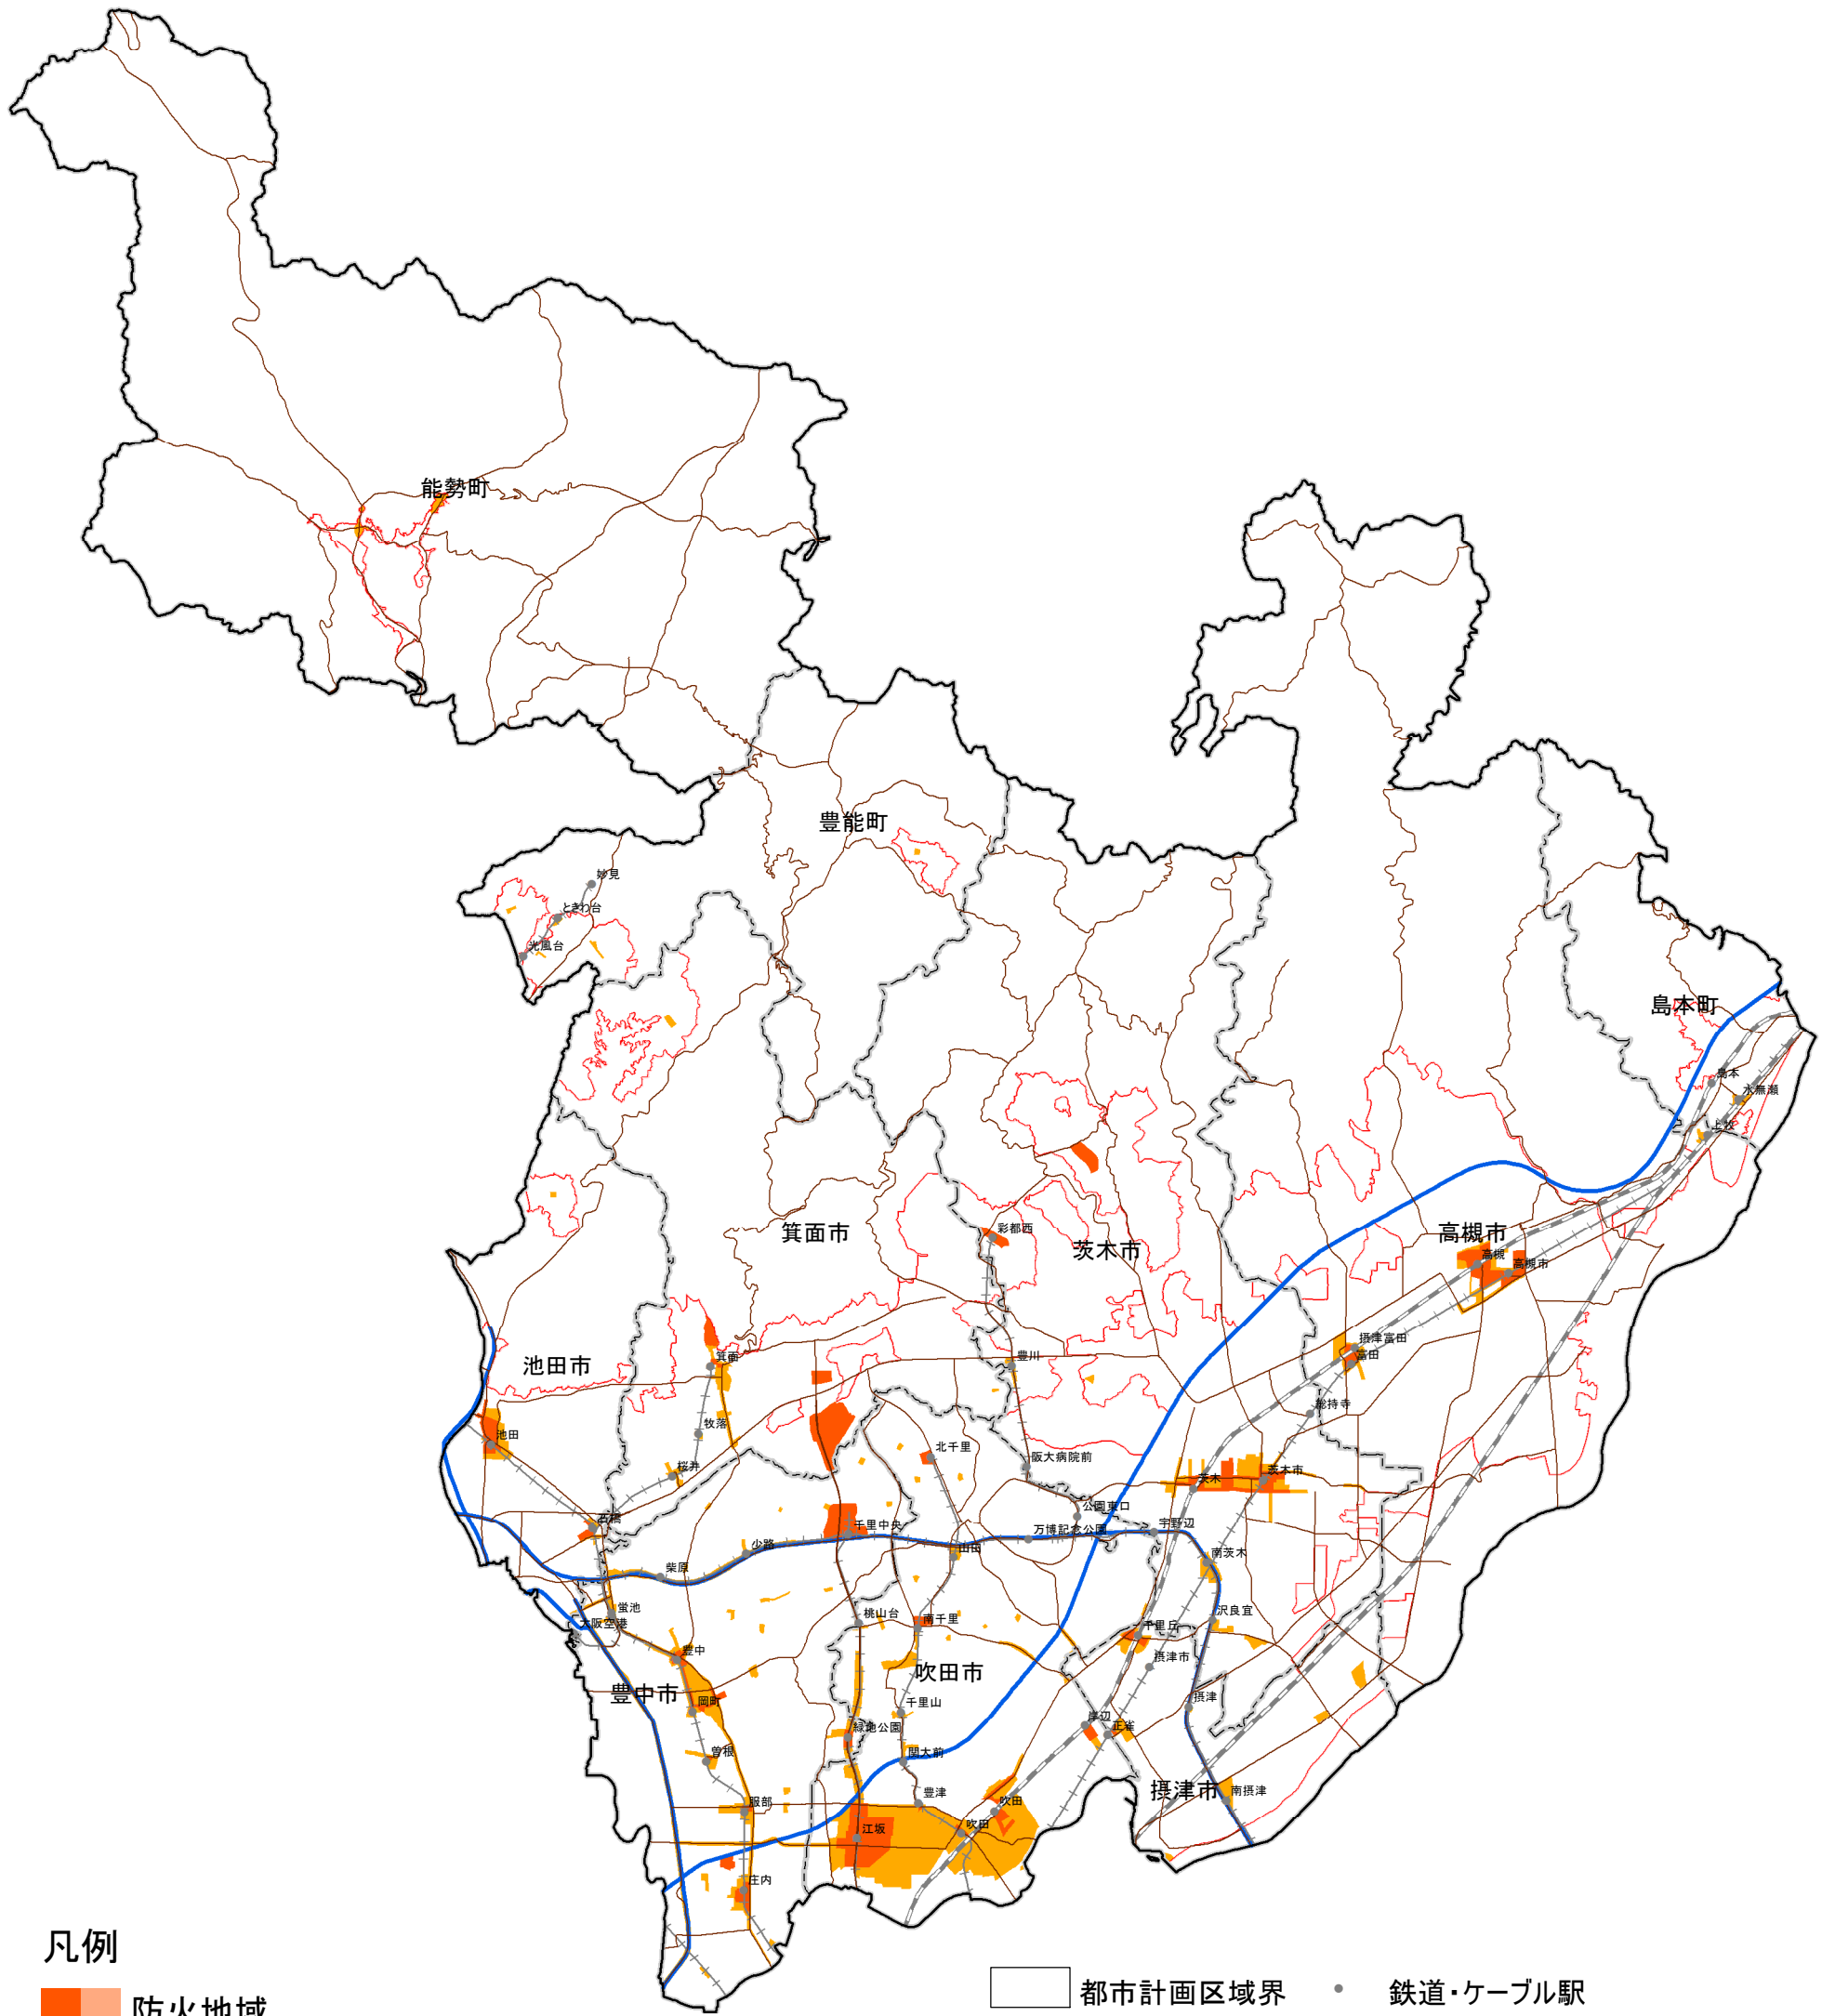 能勢町
豊能町
妙見
ときわ台
光風台
島本町
島本
水無瀬
上牧
箕面市
彩都西
茨木市
高槻市
高槻
高槻市
池田市
箕面
豊川
摂津富田
富田
総持寺
牧落
池田
桜井
北千里
阪大病院前
茨木
茨木市
公園東口
石橋
千里中央
万博記念公園
宇野辺
少路
山田
南茨木
柴原
蛍池
大阪空港
桃山台
南千里
沢良宜
千里丘
豊中
摂津市
吹田市
豊中市
岡町
千里山
摂津
緑地公園
岸辺
正雀
曽根
関大前
摂津市
南摂津
服部
豊津
吹田
江坂
吹田
庄内
凡例
防火地域
都市計画区域界
鉄道・ケーブル駅